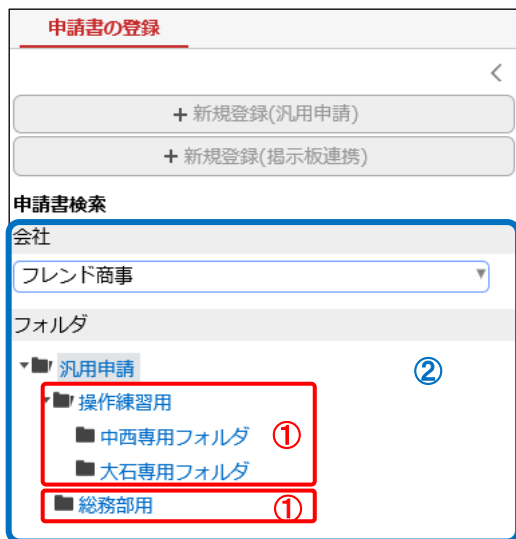 申請書の登録
<
+ 新規登録(汎用申請)
+ 新規登録(掲示板連携)
申請書検索
会社
フレンド商事
フォルダ
汎用申請
②
操作練習用
中西専用フォルダ
①
大石専用フォルダ
総務部用
①